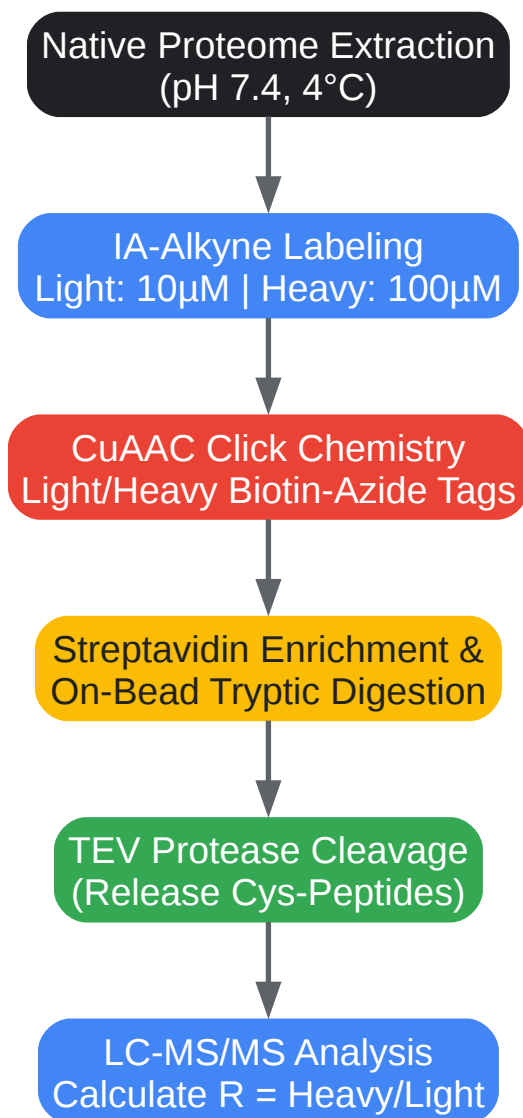 Native Proteome Extraction
(pH 7.4, 4°C)
IA-Alkyne Labeling
Light: 10µM | Heavy: 100µM
CuAAC Click Chemistry
Light/Heavy Biotin-Azide Tags
Streptavidin Enrichment &
On-Bead Tryptic Digestion
TEV Protease Cleavage
(Release Cys-Peptides)
LC-MS/MS Analysis
Calculate R = Heavy/Light